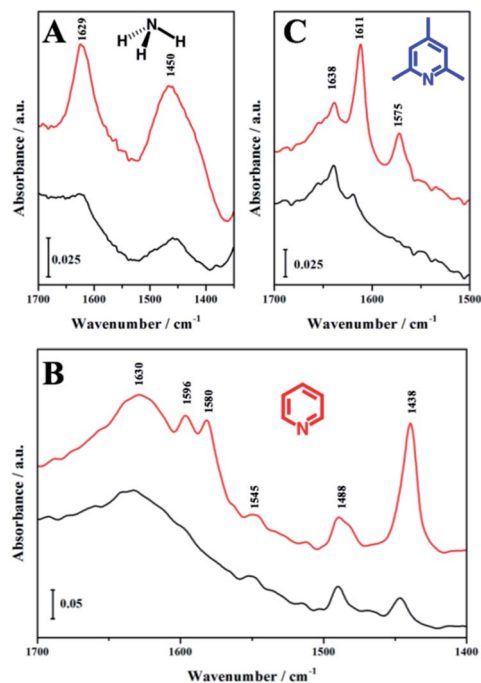 A
1629
1450
N
H
H
H
Absorbance / a.u.
0.025
1700
1600
1500
1400
Wavenumber / cm-1
C
1638
1611
1575
N
Absorbance / a.u.
0.025
1700
1600
1500
Wavenumber / cm-1
B
1630
1596
1580
1545
1488
1438
N
Absorbance / a.u.
0.05
1700
1600
1500
1400
Wavenumber / cm-1